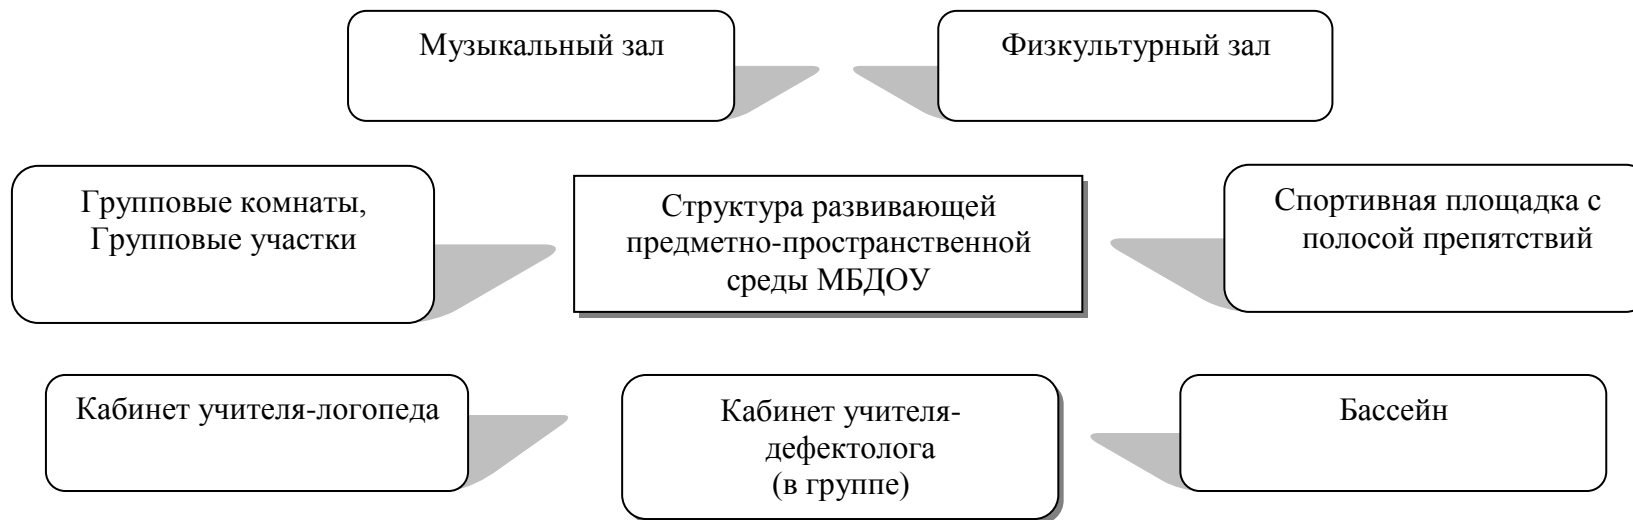 Музыкальный зал
Физкультурный зал
Групповые комнаты,
Групповые участки
Структура развивающей
предметно-пространственной
среды МБДОУ
Спортивная площадка с
полосой препятствий
Кабинет учителя-логопеда
Кабинет учителя-
дефектолога
(в группе)
Бассейн